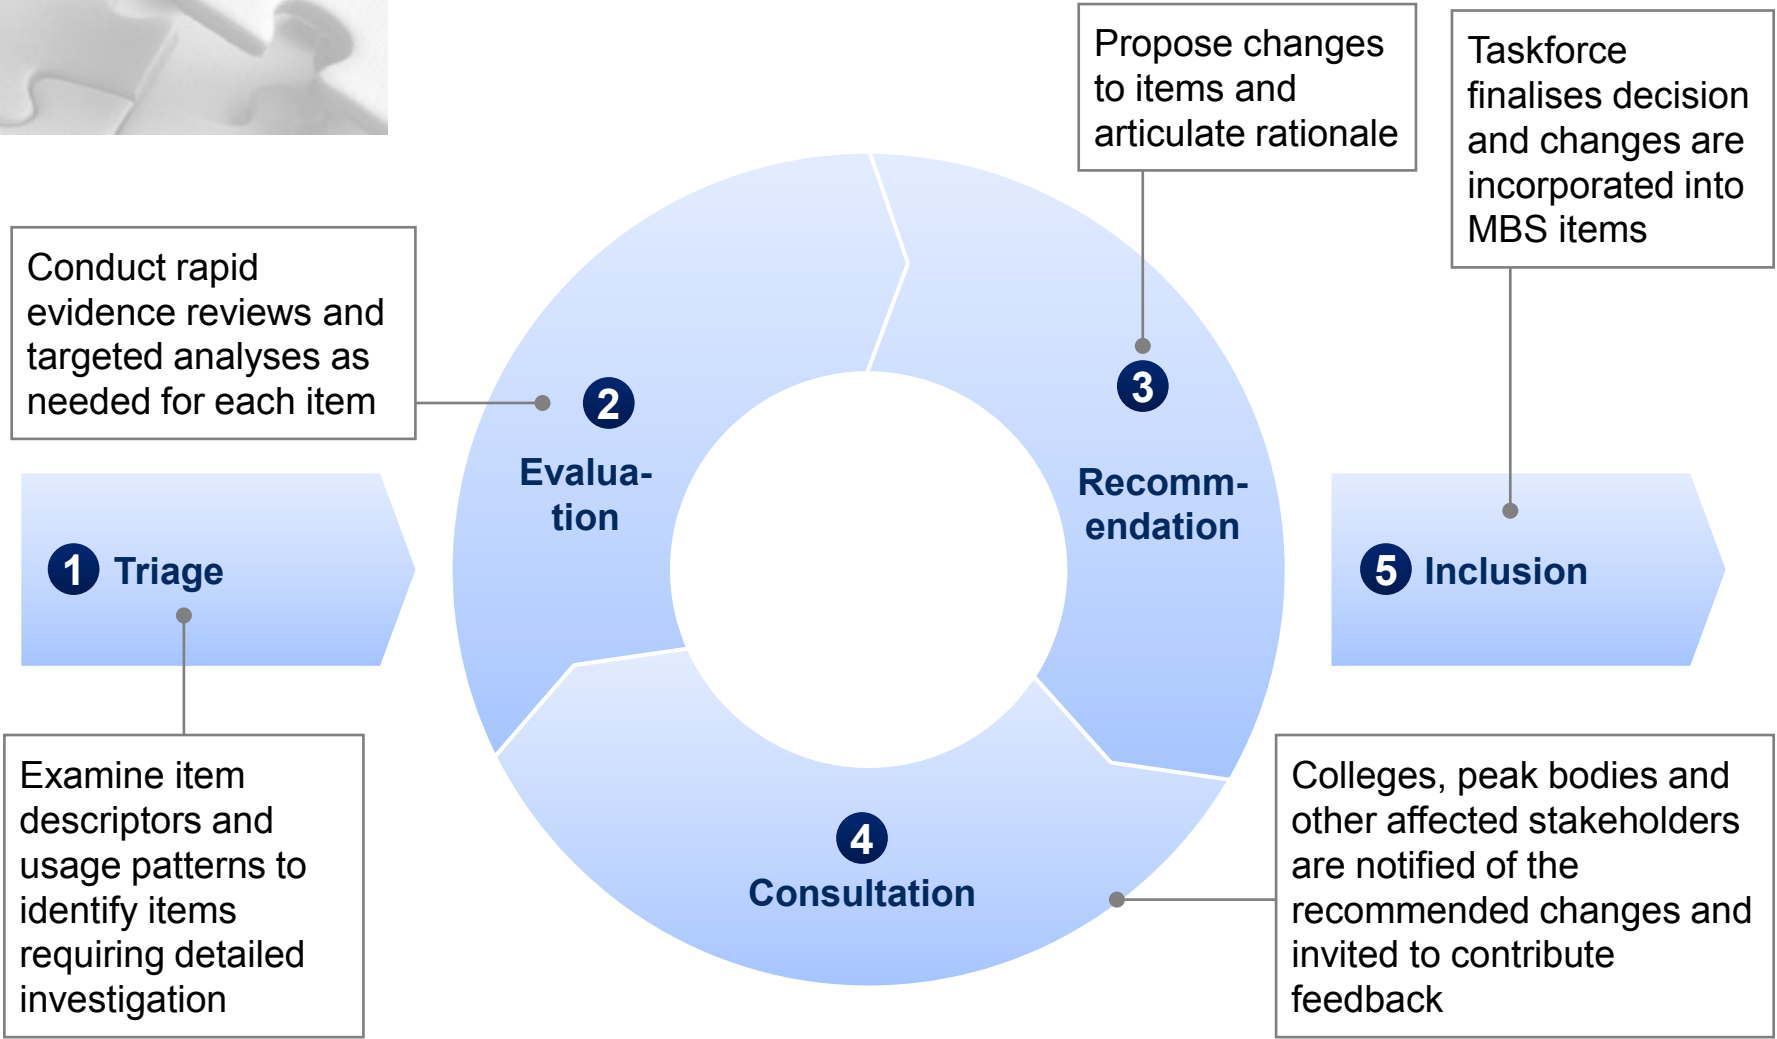 Propose changes
to items and
articulate rationale
Taskforce
finalises decision
and changes are
incorporated into
MBS items
Conduct rapid
evidence reviews and
targeted analyses as
needed for each item
2
Evalua-
tion
3
Recomm-
endation
1 Triage
5 Inclusion
Examine item
descriptors and
usage patterns to
identify items
requiring detailed
investigation
4
Consultation
Colleges, peak bodies and
other affected stakeholders
are notified of the
recommended changes and
invited to contribute
feedback